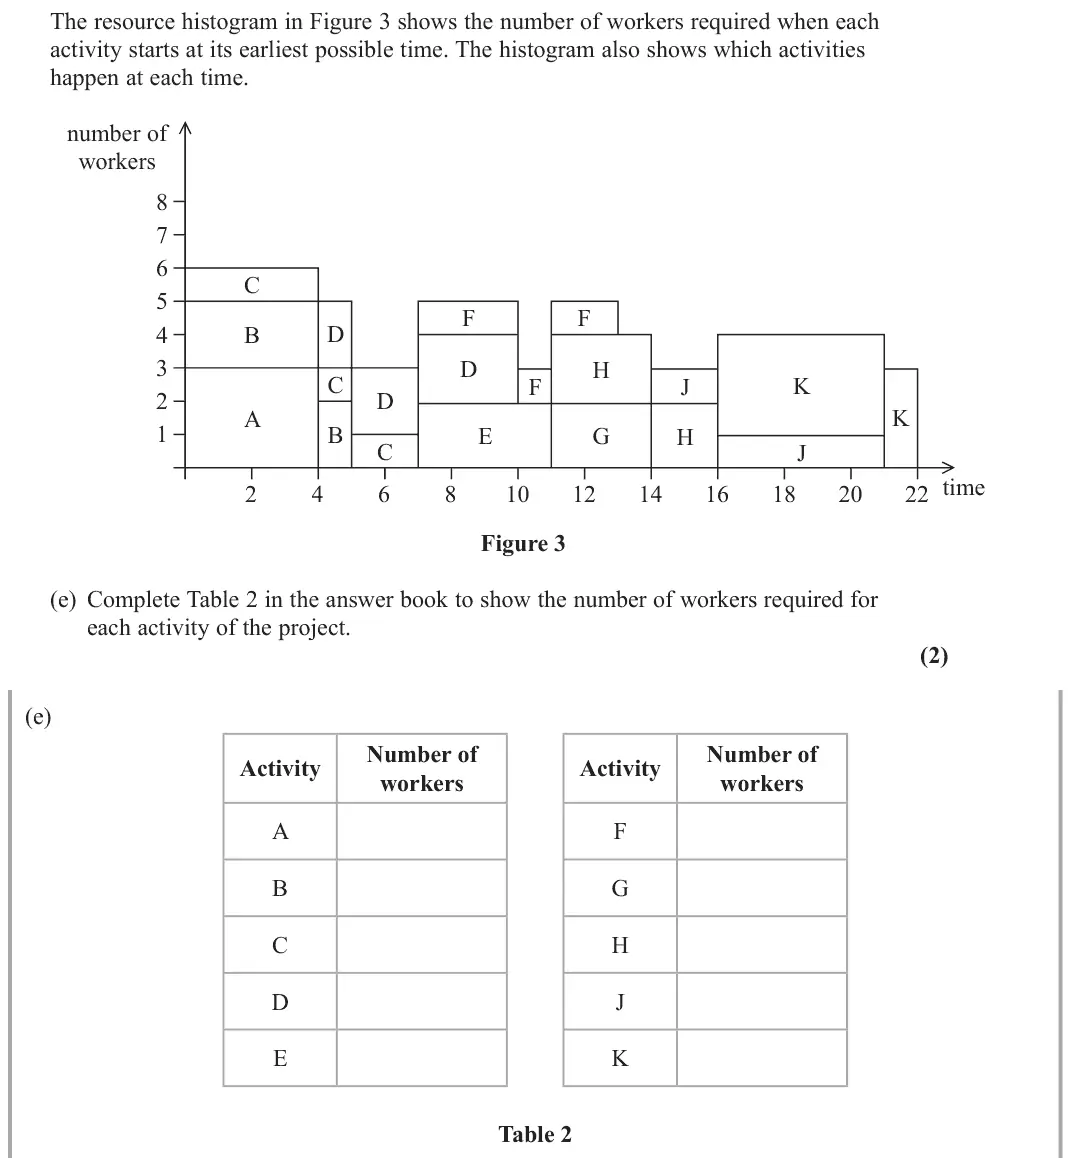 The resource histogram in Figure 3 shows the number of workers required when each
activity starts at its earliest possible time. The histogram also shows which activities
happen at each time.
number of
workers
8
7
6
5
4
3
2
1
C
B
A
D
C
B
D
C
F
D
E
F
F
H
G
J
H
K
J
K
2 4 6 8 10 12 14 16 18 20 22 time
Figure 3
(e) Complete Table 2 in the answer book to show the number of workers required for
each activity of the project.
(2)
(e)
Activity Number of workers Activity Number of workers
A F
B G
C H
D J
E K
Table 2